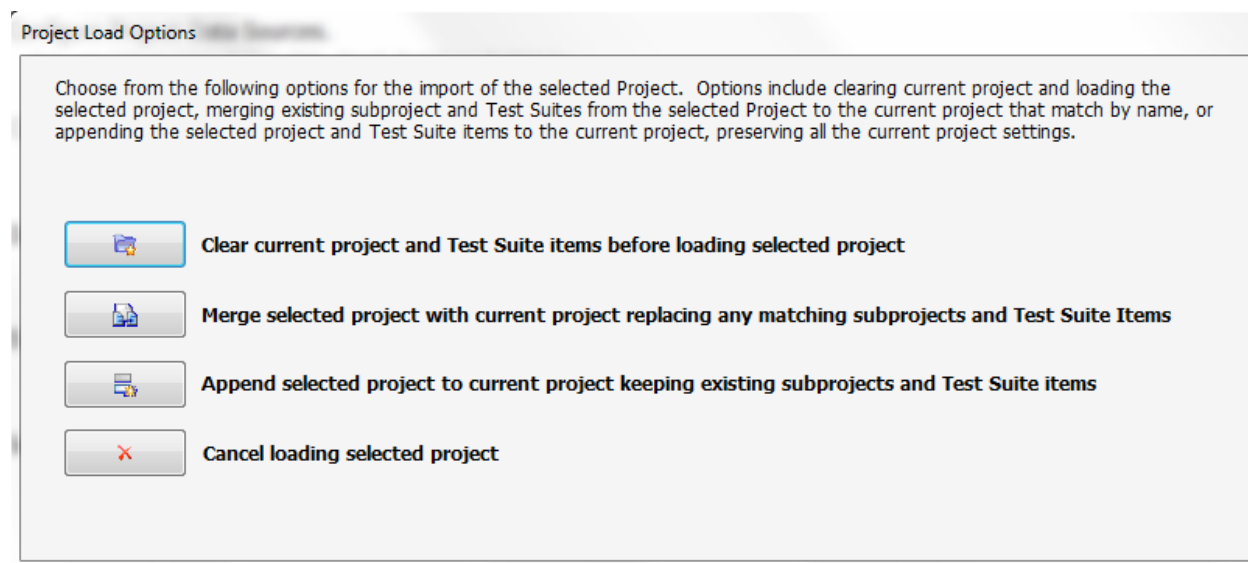 Project Load Options
Choose from the following options for the import of the selected Project.  Options include clearing current project and loading the
selected project, merging existing subproject and Test Suites from the selected Project to the current project that match by name, or
appending the selected project and Test Suite items to the current project, preserving all the current project settings.
Clear current project and Test Suite items before loading selected project
Merge selected project with current project replacing any matching subprojects and Test Suite Items
Append selected project to current project keeping existing subprojects and Test Suite items
Cancel loading selected project